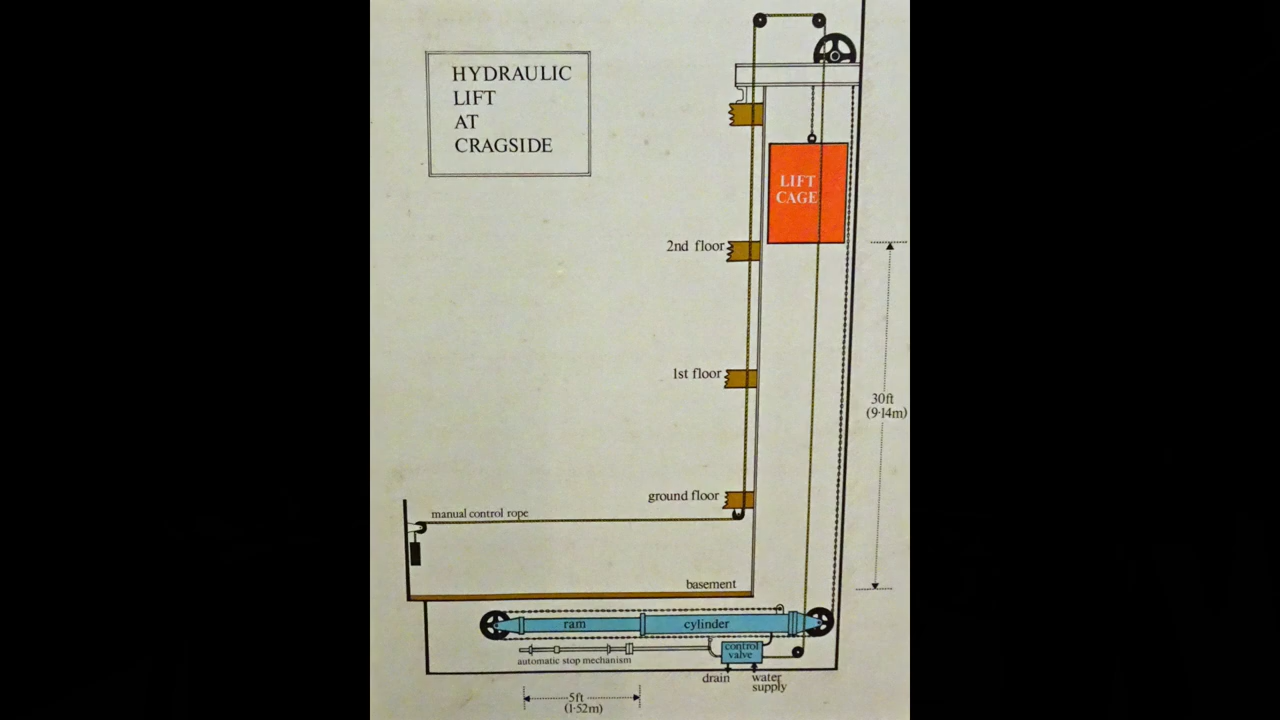 HYDRAULIC
LIFT
AT
CRAGSIDE
LIFT
CAGE
2nd floor
1st floor
30ft
(9·14m)
ground floor
manual control rope
basement
ram
cylinder
control
valve
automatic stop mechanism
drain
water
supply
5ft
(1·52m)